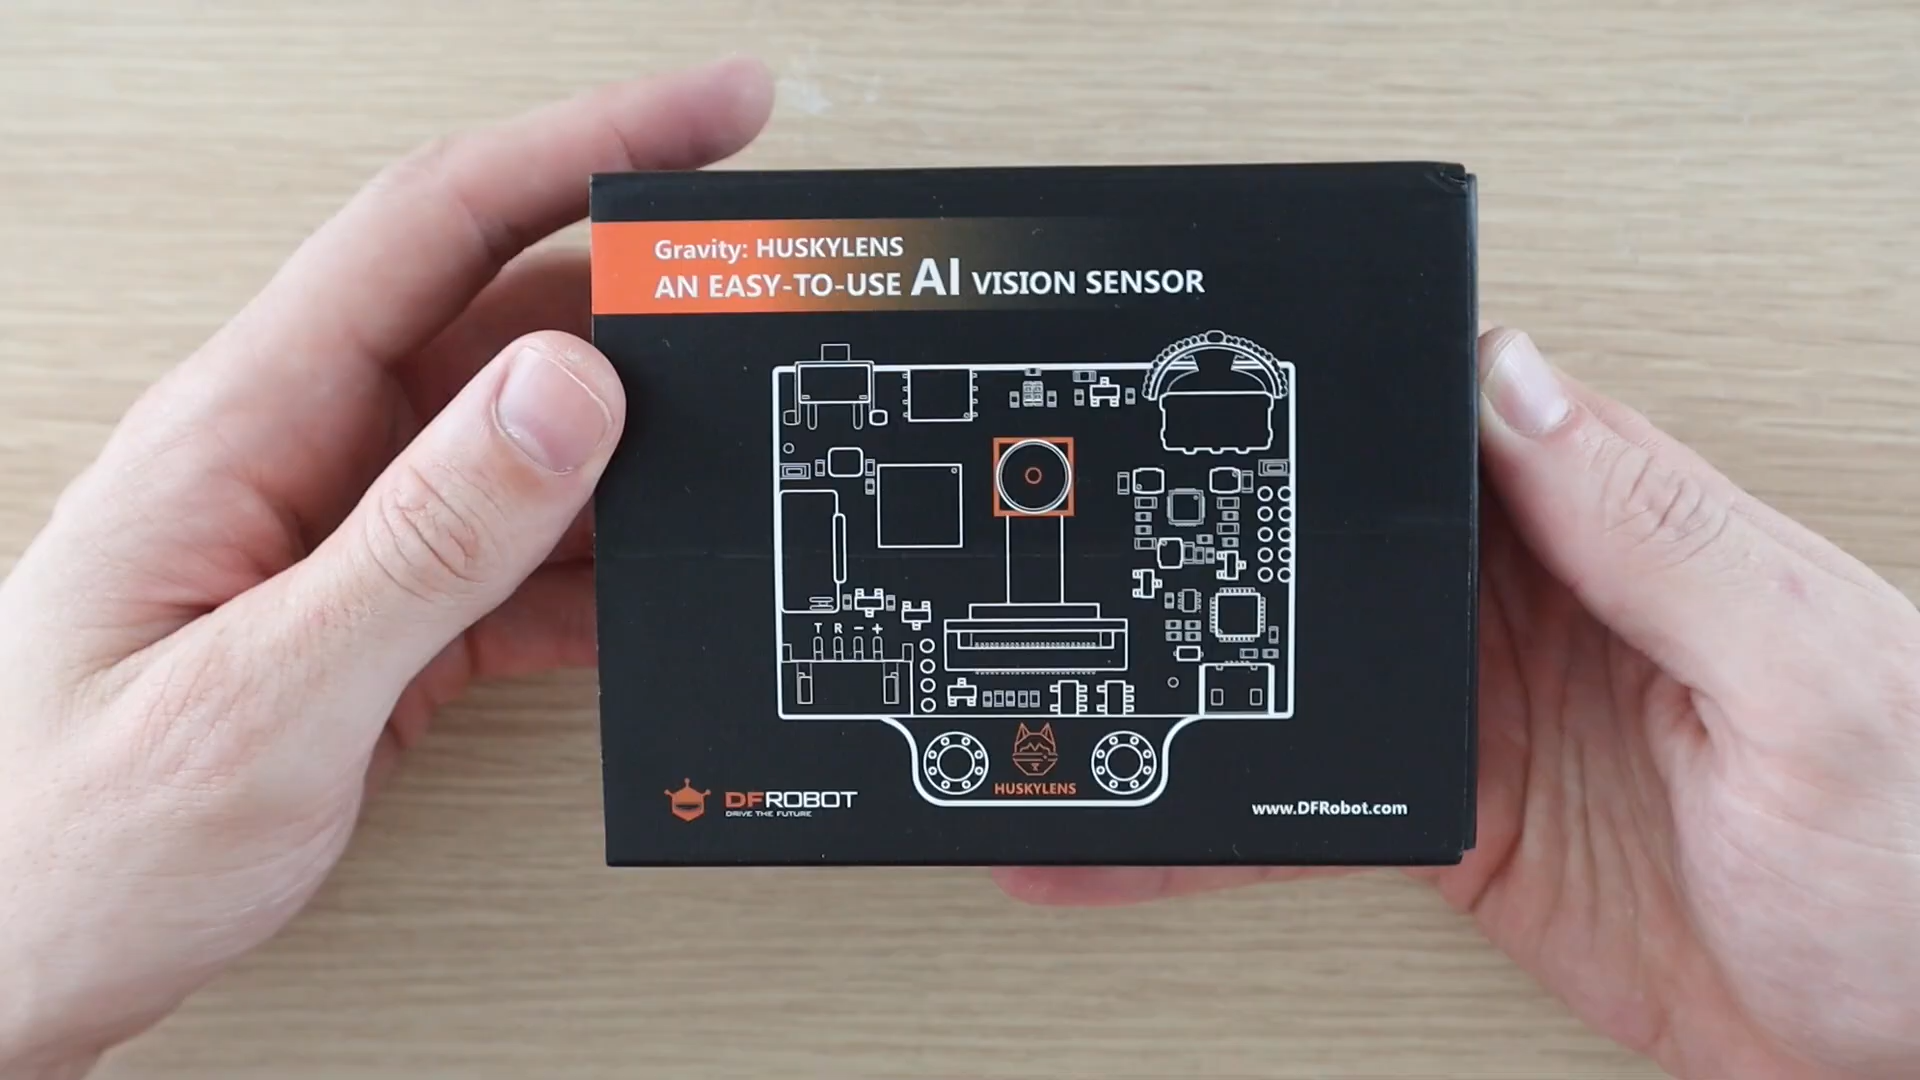 Gravity: HUSKYLENS
AN EASY-TO-USE AI VISION SENSOR
T R − +
HUSKYLENS
DFROBOT
DRIVE THE FUTURE
www.DFRobot.com